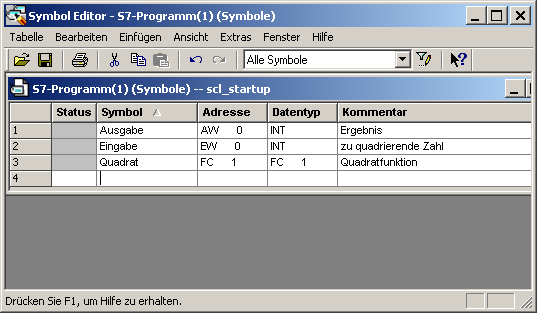 Symbol Editor - S7-Programm(1) (Symbole)
Tabelle Bearbeiten Einfügen Ansicht Extras Fenster Hilfe
Alle Symbole
S7-Programm(1) (Symbole) -- scl_startup
Status Symbol Adresse Datentyp Kommentar
1 Ausgabe AW 0 INT Ergebnis
2 Eingabe EW 0 INT zu quadrierende Zahl
3 Quadrat FC 1 FC 1 Quadratfunktion
4
Drücken Sie F1, um Hilfe zu erhalten.